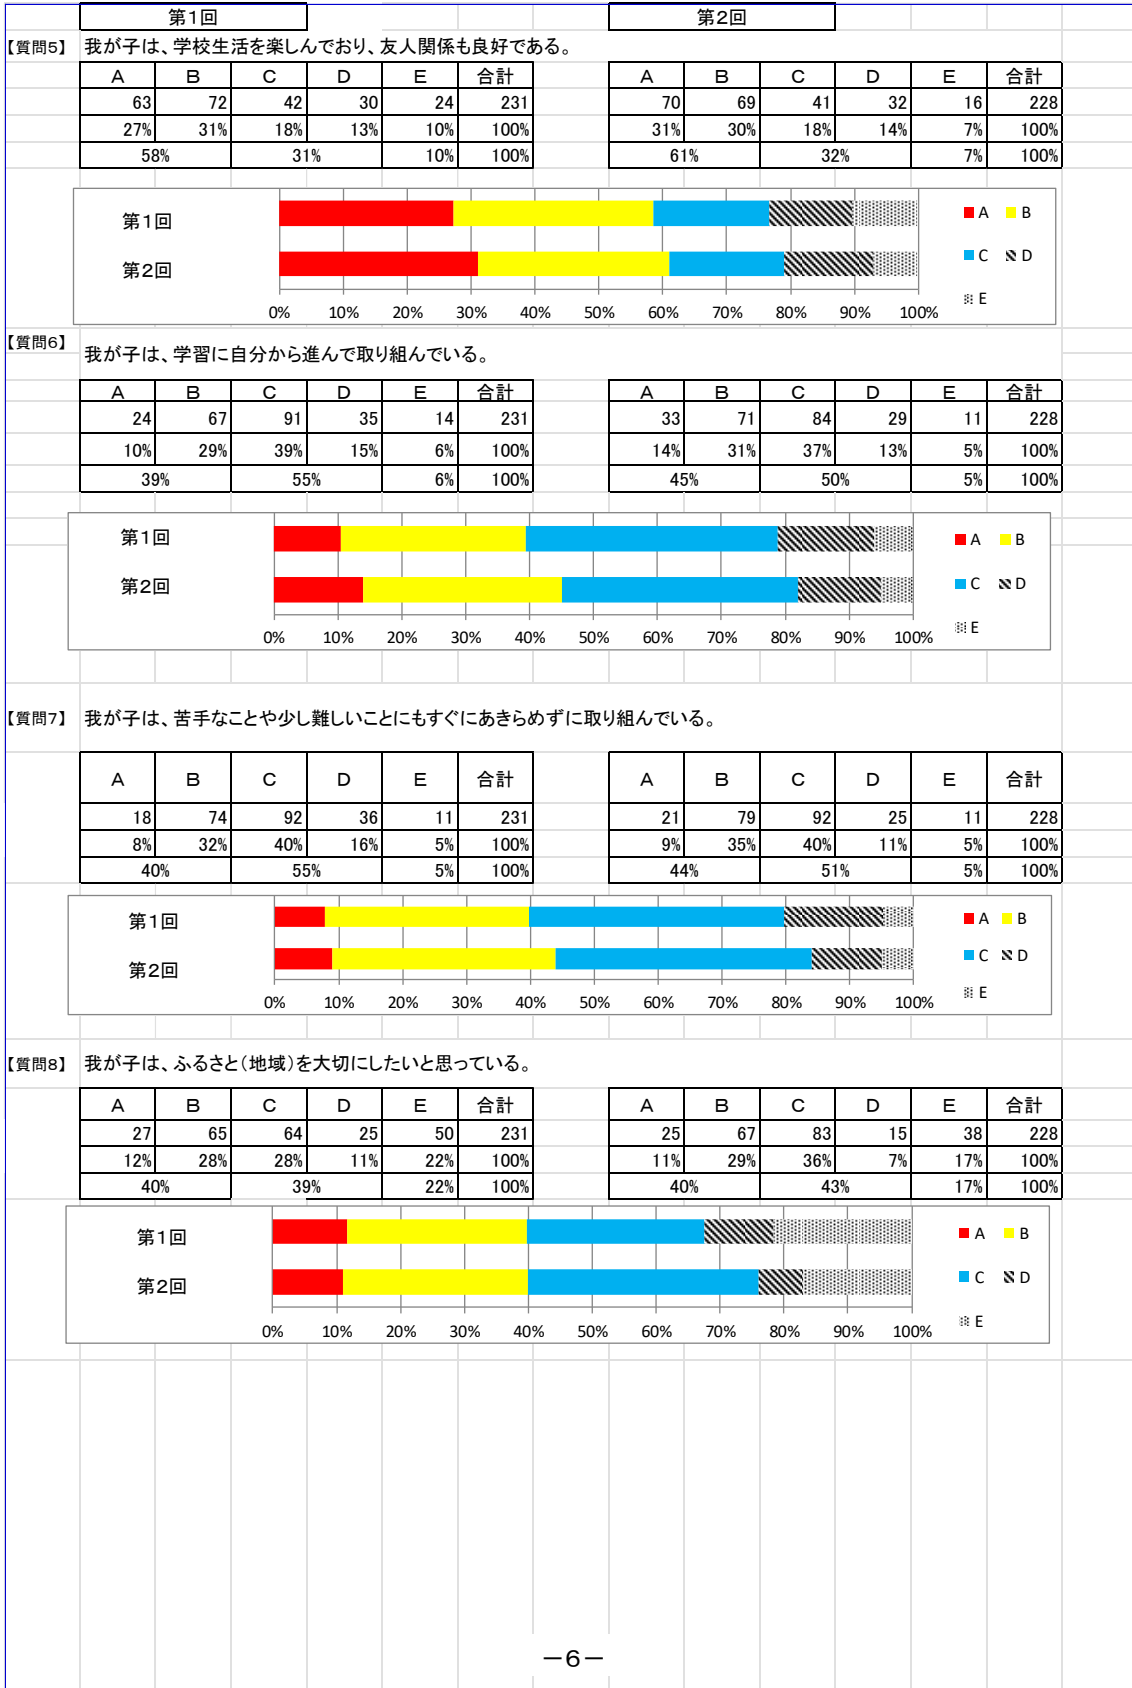 第1回 第2回
【質問5】 我が子は、学校生活を楽しんでおり、友人関係も良好である。
A B C D E 合計 A B C D E 合計
63 72 42 30 24 231 70 69 41 32 16 228
27% 31% 18% 13% 10% 100% 31% 30% 18% 14% 7% 100%
58% 31% 10% 100% 61% 32% 7% 100%
第1回 A B
第2回 C D
E
0% 10% 20% 30% 40% 50% 60% 70% 80% 90% 100%
【質問6】
我が子は、学習に自分から進んで取り組んでいる。
A B C D E 合計 A B C D E 合計
24 67 91 35 14 231 33 71 84 29 11 228
10% 29% 39% 15% 6% 100% 14% 31% 37% 13% 5% 100%
39% 55% 6% 100% 45% 50% 5% 100%
第1回 A B
第2回 C D
E
0% 10% 20% 30% 40% 50% 60% 70% 80% 90% 100%
【質問7】 我が子は、苦手なことや少し難しいことにもすぐにあきらめずに取り組んでいる。
A B C D E 合計 A B C D E 合計
18 74 92 36 11 231 21 79 92 25 11 228
8% 32% 40% 16% 5% 100% 9% 35% 40% 11% 5% 100%
40% 55% 5% 100% 44% 51% 5% 100%
第1回 A B
第2回 C D
E
0% 10% 20% 30% 40% 50% 60% 70% 80% 90% 100%
【質問8】 我が子は、ふるさと(地域)を大切にしたいと思っている。
A B C D E 合計 A B C D E 合計
27 65 64 25 50 231 25 67 83 15 38 228
12% 28% 28% 11% 22% 100% 11% 29% 36% 7% 17% 100%
40% 39% 22% 100% 40% 43% 17% 100%
第1回 A B
第2回 C D
E
0% 10% 20% 30% 40% 50% 60% 70% 80% 90% 100%
-6-